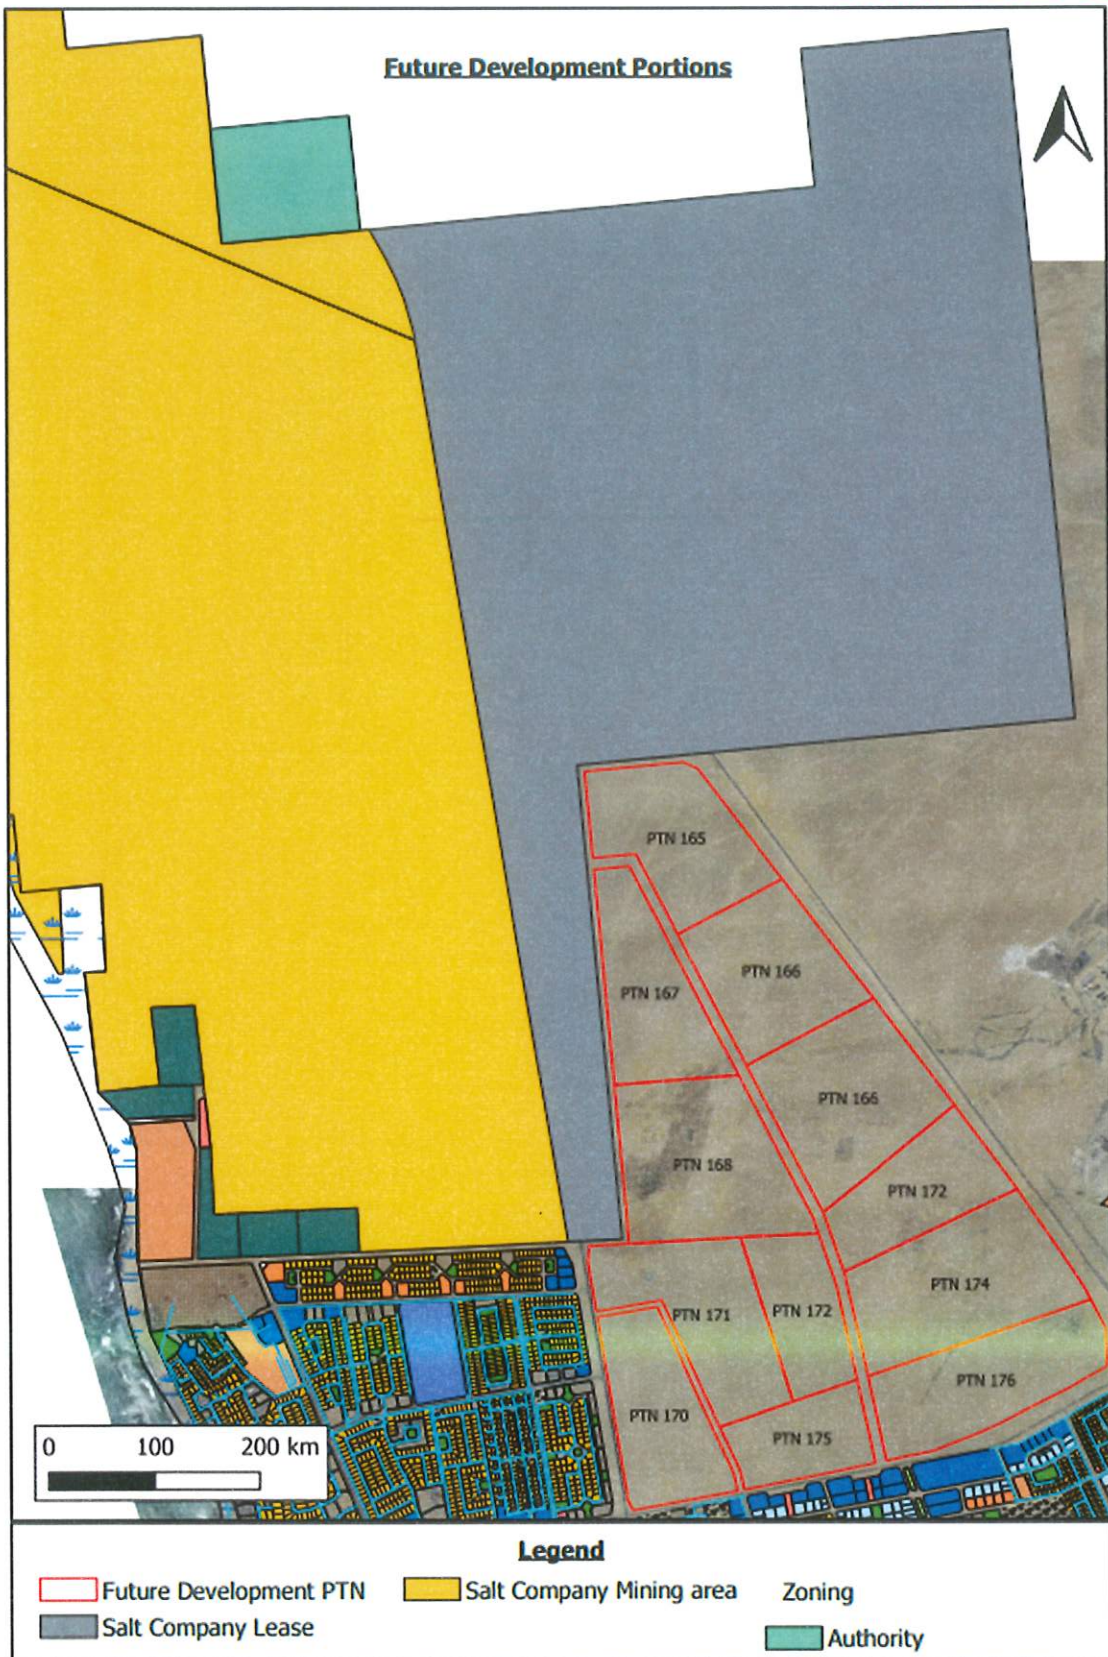 Future Development Portions
PTN 165
PTN 166
PTN 167
PTN 166
PTN 168
PTN 172
PTN 174
PTN 171
PTN 172
PTN 176
PTN 170
PTN 175
0 100 200 km
Legend
Future Development PTN
Salt Company Mining area
Zoning
Salt Company Lease
Authority